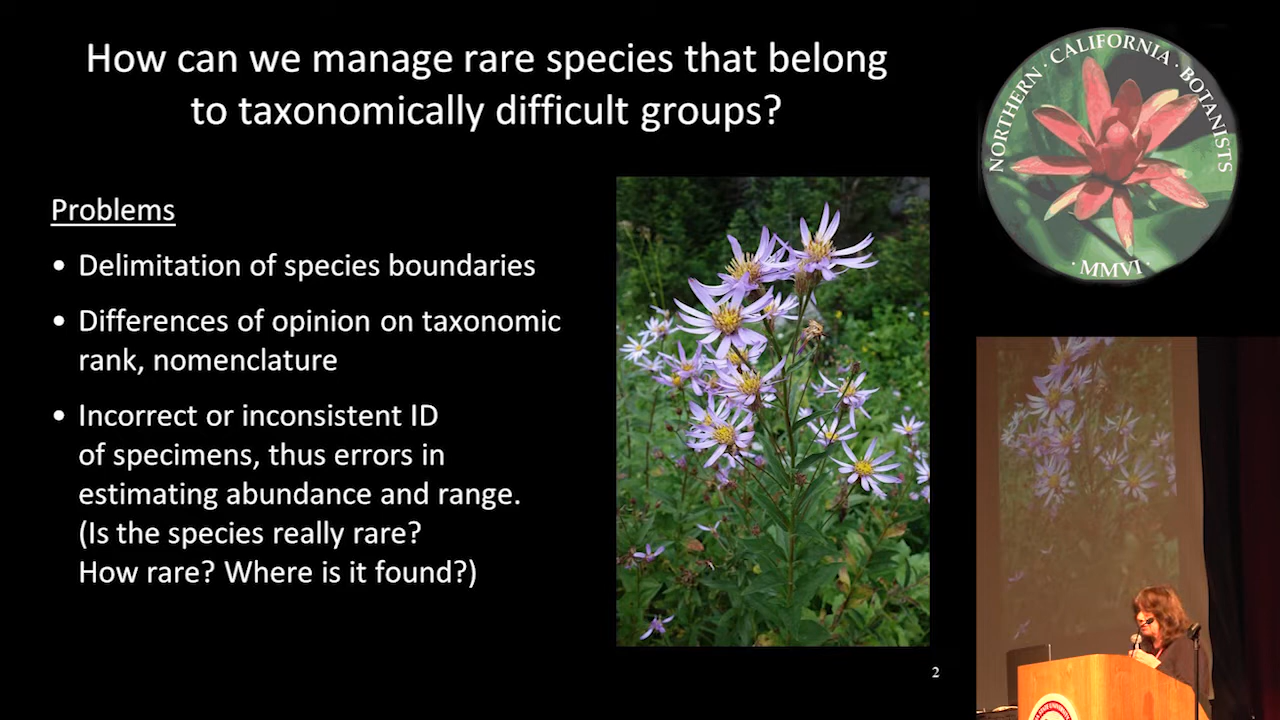 How can we manage rare species that belong
to taxonomically difficult groups?
Problems
• Delimitation of species boundaries
• Differences of opinion on taxonomic
rank, nomenclature
• Incorrect or inconsistent ID
of specimens, thus errors in
estimating abundance and range.
(Is the species really rare?
How rare? Where is it found?)
2
NORTHERN · CALIFORNIA · BOTANISTS
· MMVI ·